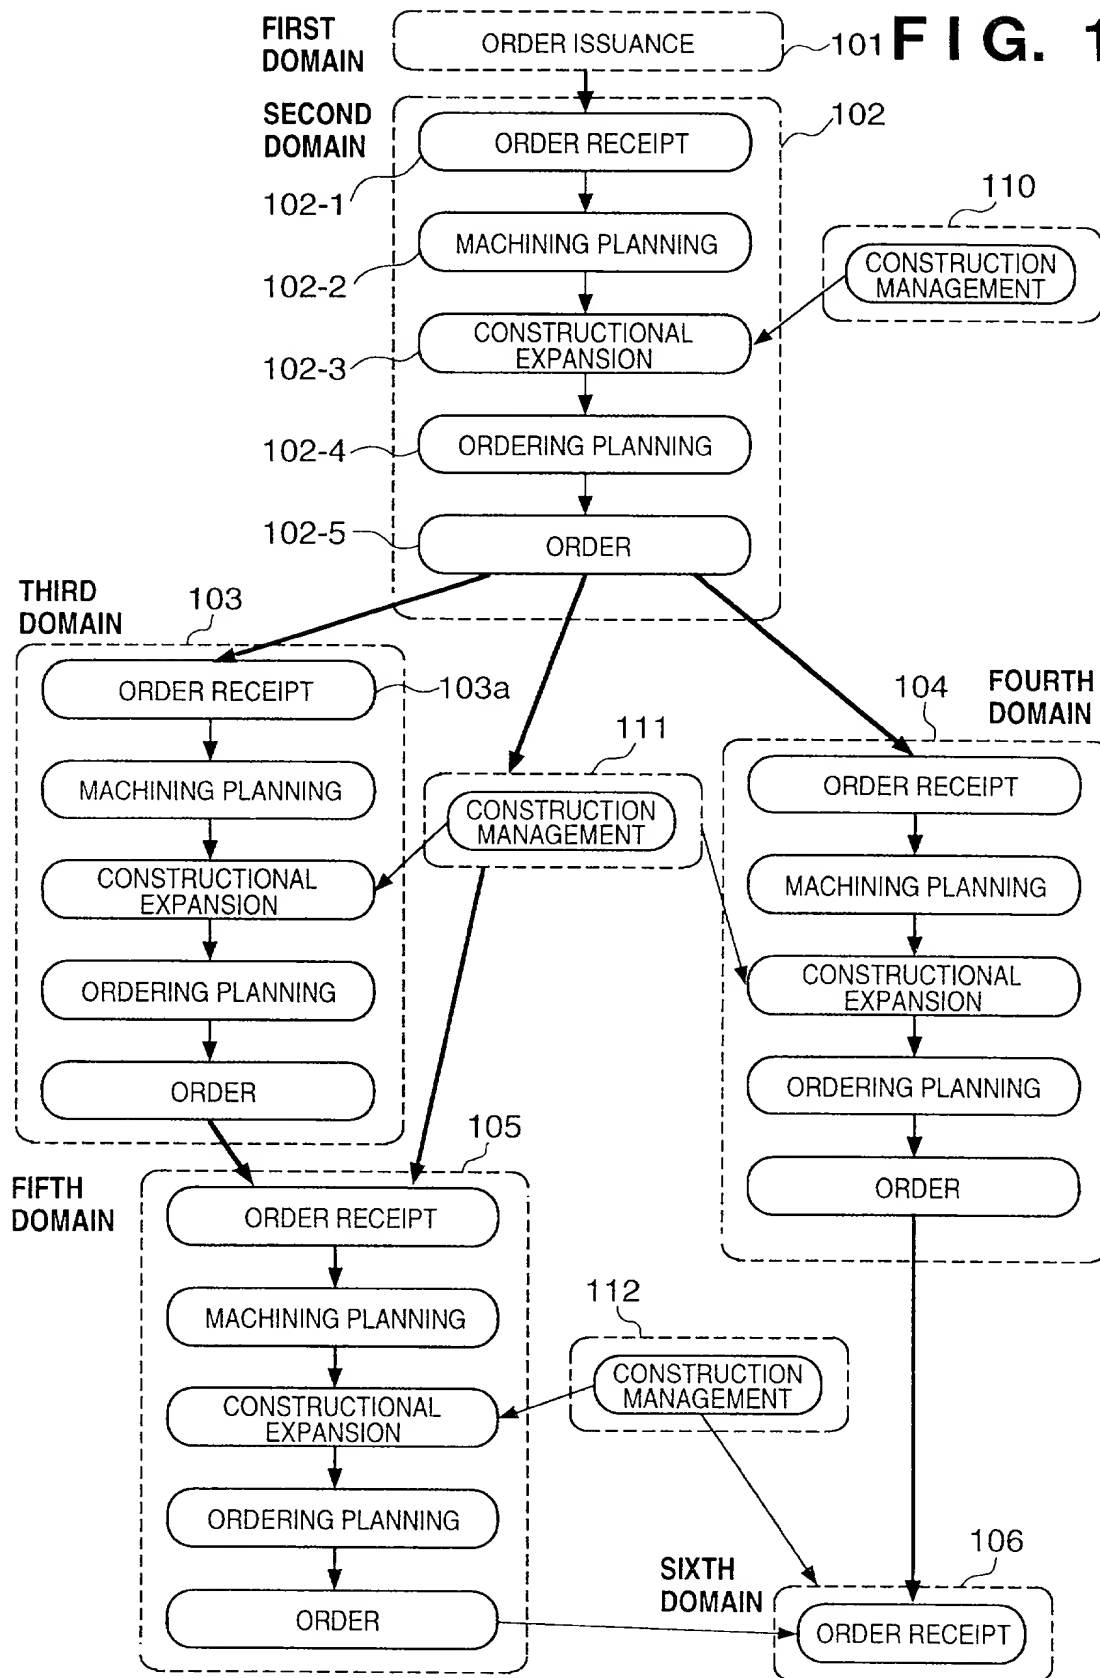 FIRST
DOMAIN
ORDER ISSUANCE
101
FIG. 1
SECOND
DOMAIN
102
ORDER RECEIPT
102-1
MACHINING PLANNING
102-2
110
CONSTRUCTION
MANAGEMENT
CONSTRUCTIONAL
EXPANSION
102-3
ORDERING PLANNING
102-4
ORDER
102-5
THIRD
DOMAIN
103
ORDER RECEIPT
103a
MACHINING PLANNING
CONSTRUCTIONAL
EXPANSION
ORDERING PLANNING
ORDER
111
CONSTRUCTION
MANAGEMENT
104
FOURTH
DOMAIN
ORDER RECEIPT
MACHINING PLANNING
CONSTRUCTIONAL
EXPANSION
ORDERING PLANNING
ORDER
FIFTH
DOMAIN
105
ORDER RECEIPT
MACHINING PLANNING
CONSTRUCTIONAL
EXPANSION
ORDERING PLANNING
ORDER
112
CONSTRUCTION
MANAGEMENT
SIXTH
DOMAIN
106
ORDER RECEIPT